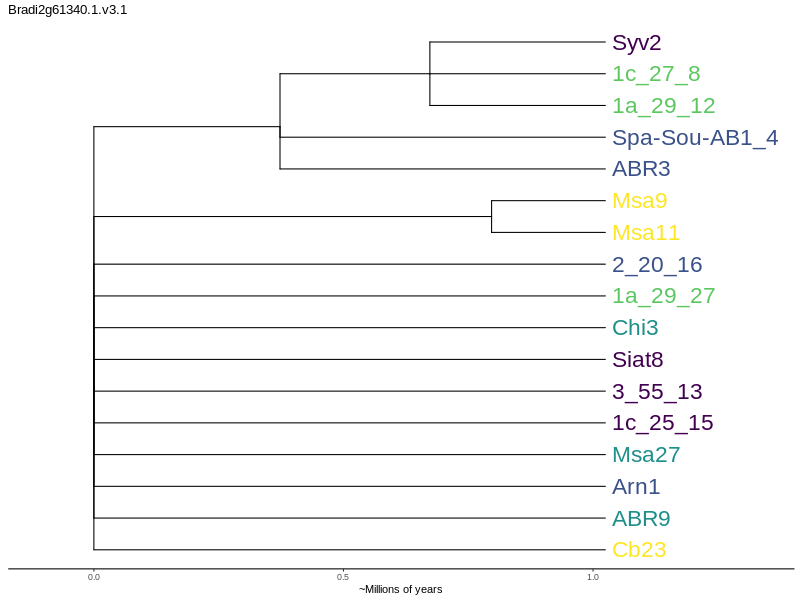 Bradi2g61340.1.v3.1
Syv2
1c_27_8
1a_29_12
Spa-Sou-AB1_4
ABR3
Msa9
Msa11
2_20_16
1a_29_27
Chi3
Siat8
3_55_13
1c_25_15
Msa27
Arn1
ABR9
Cb23
0.0 0.5 1.0
~Millions of years